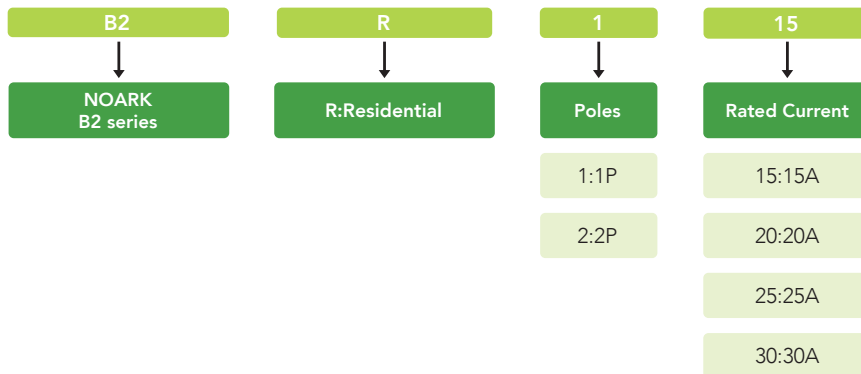 B2 R 1 15
NOARK
B2 series
R:Residential
Poles
Rated Current
1:1P
15:15A
2:2P
20:20A
25:25A
30:30A